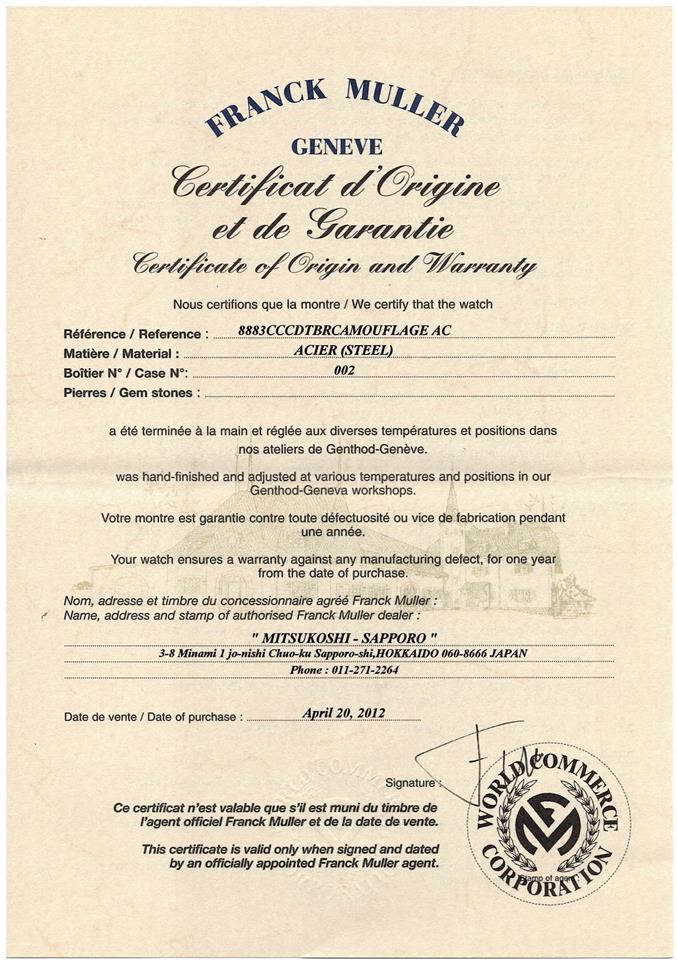 FRANCK MULLER
GENEVE
Certificat d'Origine
et de Garantie
Certificate of Origin and Warranty
Nous certifions que la montre / We certify that the watch
Référence / Reference : 8883CCCDTBRCAMOUFLAGE AC
Matière / Material : ACIER (STEEL)
Boîtier N° / Case N°: 002
Pierres / Gem stones :
a été terminée à la main et réglée aux diverses températures et positions dans
nos ateliers de Genthod-Genève.
was hand-finished and adjusted at various temperatures and positions in our
Genthod-Geneva workshops.
Votre montre est garantie contre toute défectuosité ou vice de fabrication pendant
une année.
Your watch ensures a warranty against any manufacturing defect, for one year
from the date of purchase.
Nom, adresse et timbre du concessionnaire agréé Franck Muller :
Name, address and stamp of authorised Franck Muller dealer :
" MITSUKOSHI - SAPPORO "
3-8 Minami 1 jo-nishi Chuo-ku Sapporo-shi,HOKKAIDO 060-8666 JAPAN
Phone : 011-271-2264
Date de vente / Date of purchase : April 20, 2012
Signature :
Ce certificat n'est valable que s'il est muni du timbre de
l'agent officiel Franck Muller et de la date de vente.
This certificate is valid only when signed and dated
by an officially appointed Franck Muller agent.
WORLD COMMERCE
CORPORATION
FM
Stamp of agent :